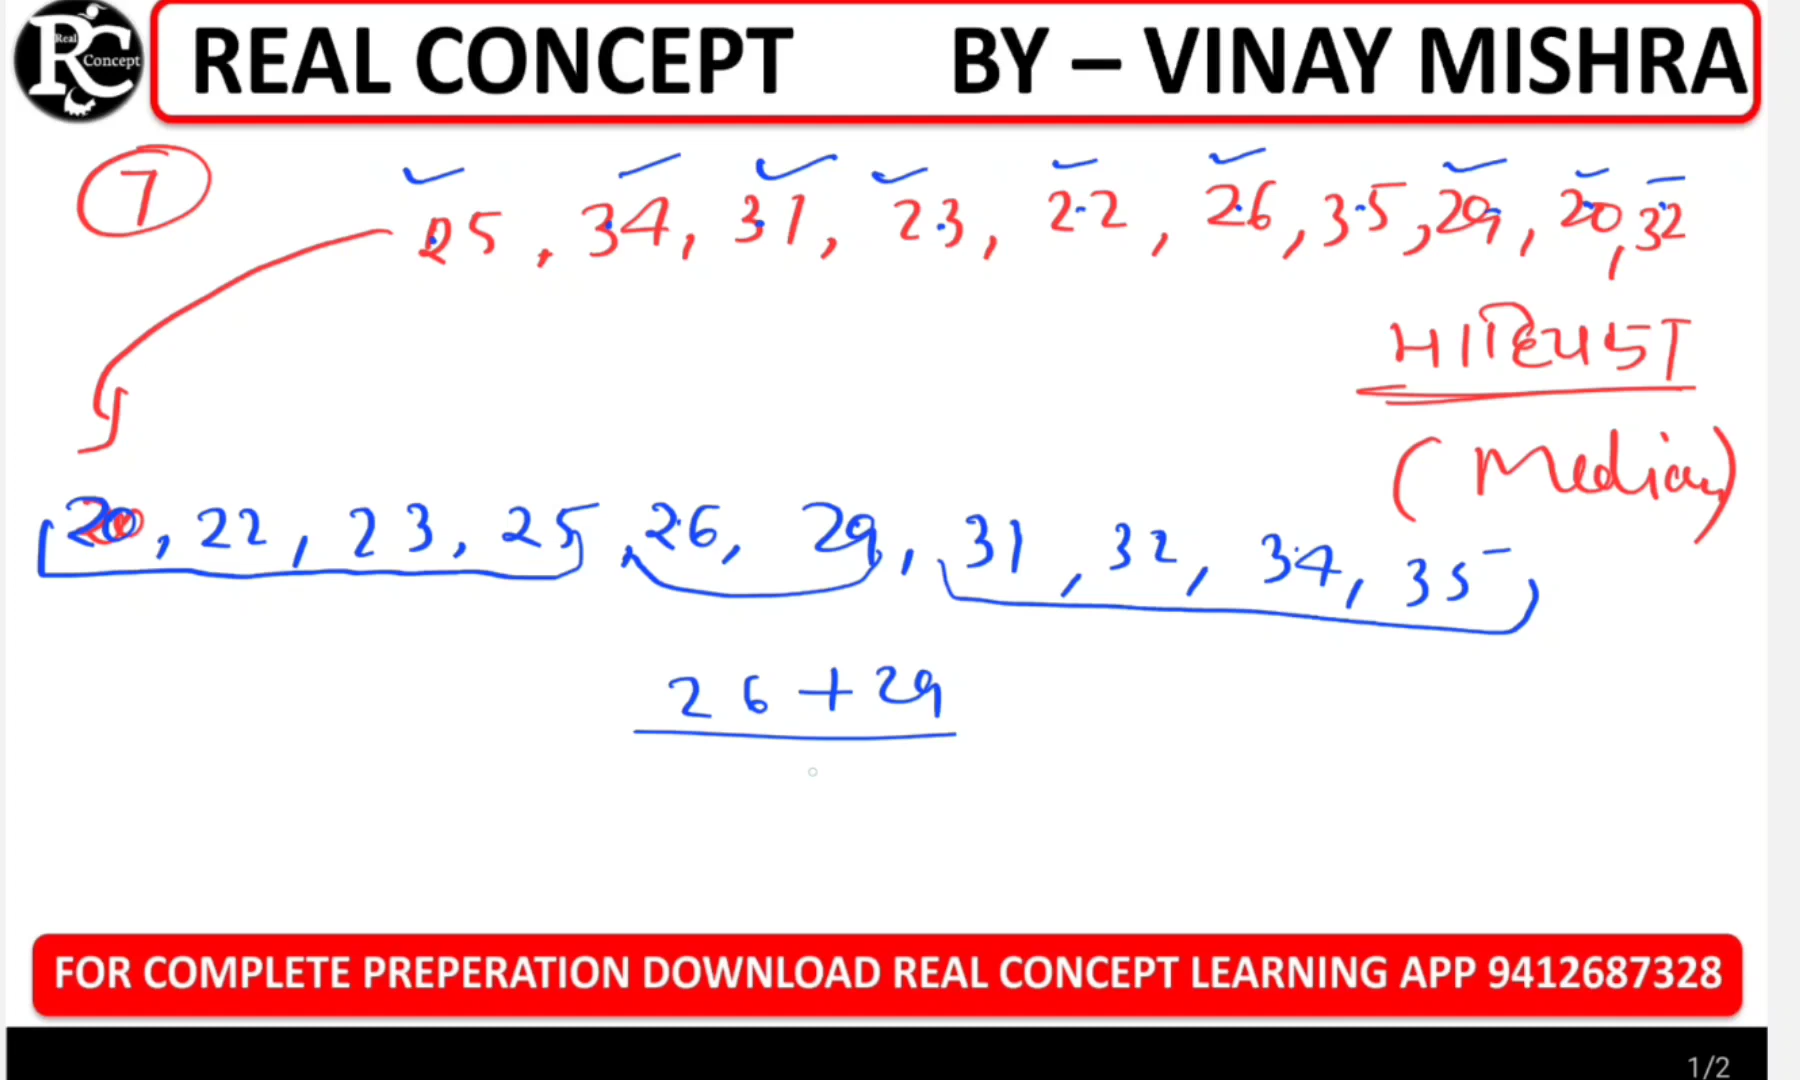 Real
Concept
REAL CONCEPT BY – VINAY MISHRA
7
25, 34, 31, 23, 22, 26, 35, 29, 20, 32
माध्यिका
(Median)
20, 22, 23, 25, 26, 29, 31, 32, 34, 35,
26+29
FOR COMPLETE PREPERATION DOWNLOAD REAL CONCEPT LEARNING APP 9412687328
1/2